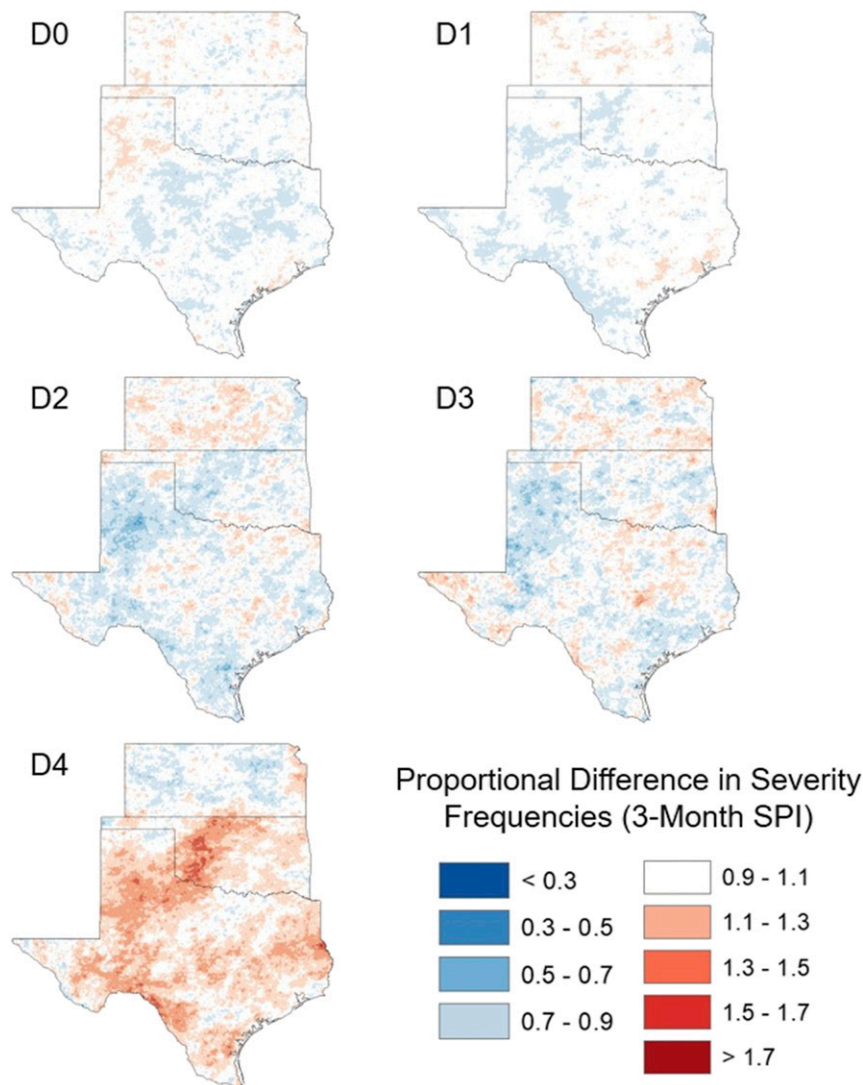 D0
D1
D2
D3
D4
Proportional Difference in Severity
Frequencies (3-Month SPI)
< 0.3
0.3 - 0.5
0.5 - 0.7
0.7 - 0.9
0.9 - 1.1
1.1 - 1.3
1.3 - 1.5
1.5 - 1.7
> 1.7